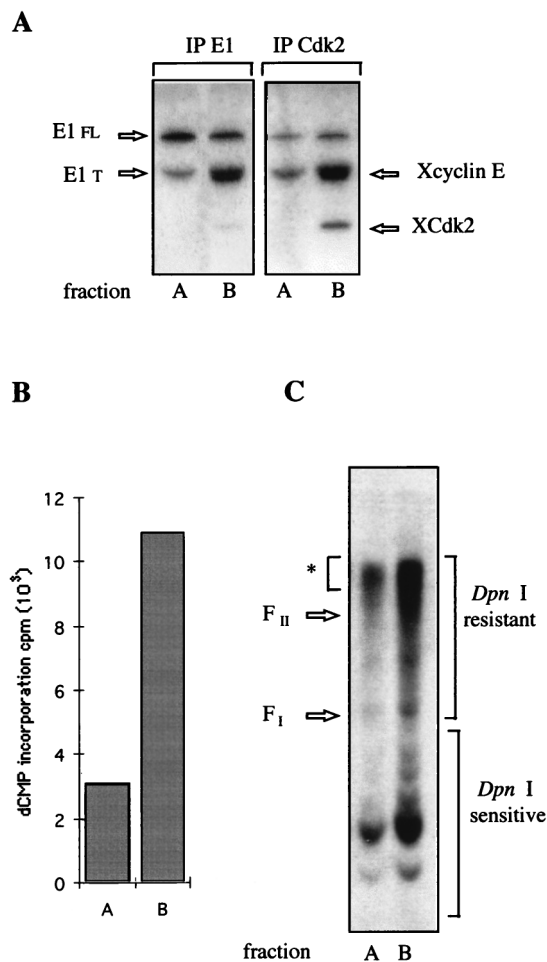 A
IP E1 IP Cdk2
E1 FL
E1 T Xcyclin E
XCdk2
fraction A B A B
B
C
dCMP incorporation cpm (10³)
12
10
8
6
4
2
0
A B
*
F II
F I
Dpn I
resistant
Dpn I
sensitive
fraction A B